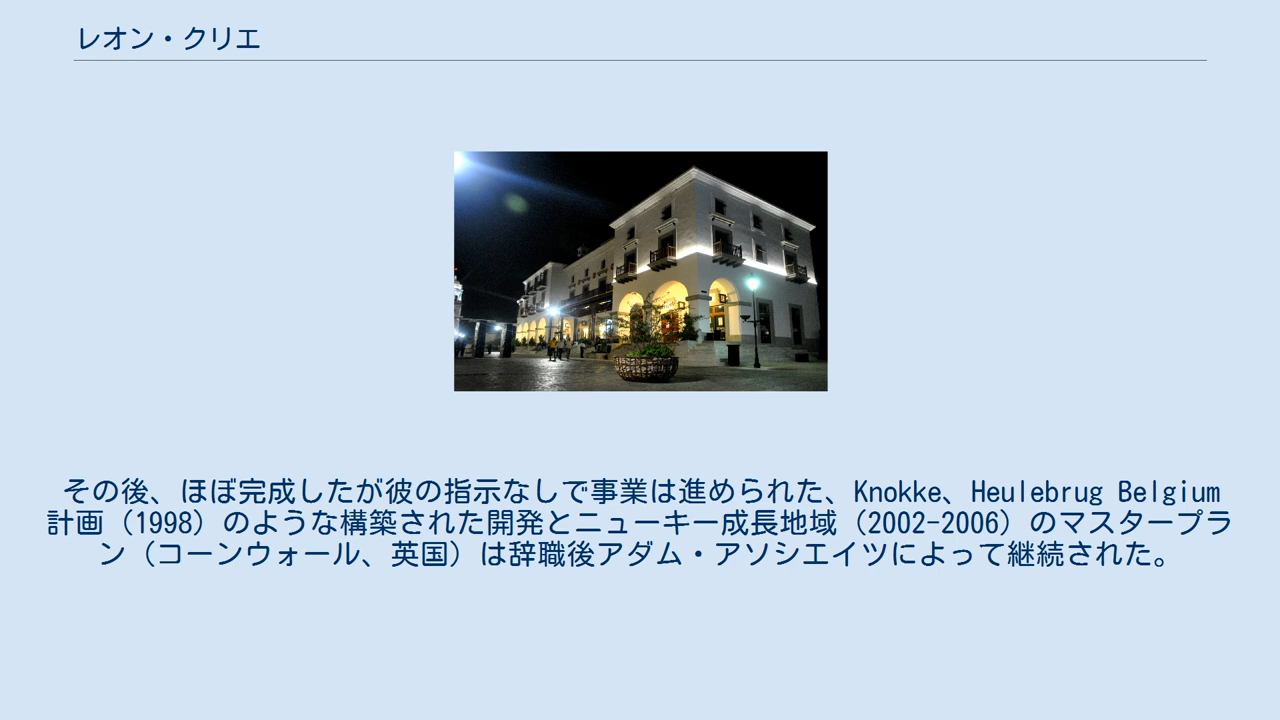 レオン・クリエ
その後、ほぼ完成したが彼の指示なしで事業は進められた、Knokke、Heulebrug Belgium
計画（1998）のような構築された開発とニューキー成長地域（2002-2006）のマスタープラ
ン（コーンウォール、英国）は辞職後アダム・アソシエイツによって継続された。